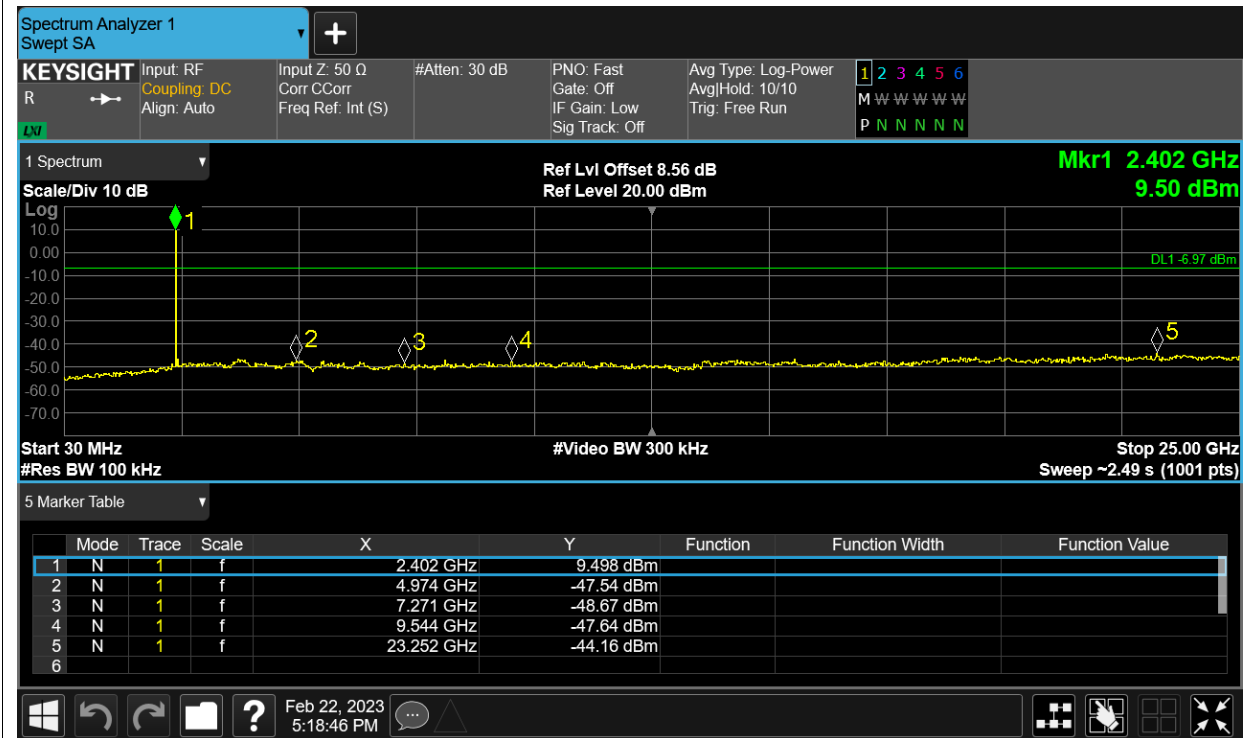 Spectrum Analyzer 1
Swept SA
+
KEYSIGHT
R
LXI
Input: RF
Coupling: DC
Align: Auto
Input Z: 50 Ω
Corr CCorr
Freq Ref: Int (S)
#Atten: 30 dB
PNO: Fast
Gate: Off
IF Gain: Low
Sig Track: Off
Avg Type: Log-Power
Avg|Hold: 10/10
Trig: Free Run
1 2 3 4 5 6
M W W W W W
P N N N N N
1 Spectrum
Scale/Div 10 dB
Ref Lvl Offset 8.56 dB
Ref Level 20.00 dBm
Mkr1 2.402 GHz
9.50 dBm
Log
10.0
0.00
-10.0
-20.0
-30.0
-40.0
-50.0
-60.0
-70.0
1
2
3
4
5
DL1 -6.97 dBm
Start 30 MHz
#Res BW 100 kHz
#Video BW 300 kHz
Stop 25.00 GHz
Sweep ~2.49 s (1001 pts)
5 Marker Table
Mode Trace Scale X Y Function Function Width Function Value
1 N 1 f 2.402 GHz 9.498 dBm
2 N 1 f 4.974 GHz -47.54 dBm
3 N 1 f 7.271 GHz -48.67 dBm
4 N 1 f 9.544 GHz -47.64 dBm
5 N 1 f 23.252 GHz -44.16 dBm
6
?
Feb 22, 2023
5:18:46 PM